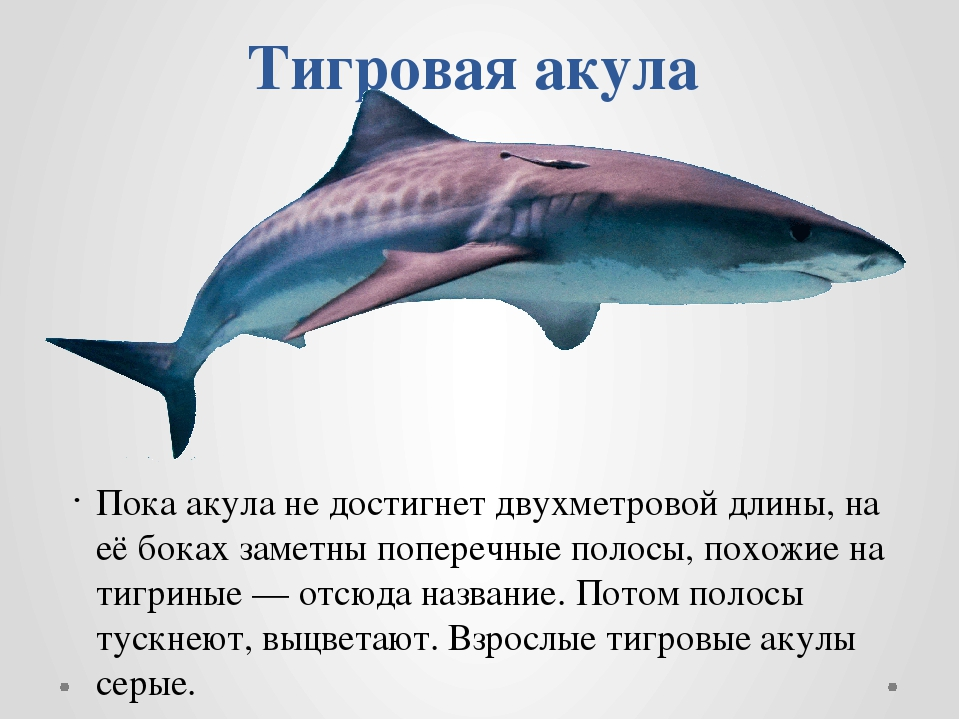 Тигровая акула
· Пока акула не достигнет двухметровой длины, на
её боках заметны поперечные полосы, похожие на
тигриные — отсюда название. Потом полосы
тускнеют, выцветают. Взрослые тигровые акулы
серые.